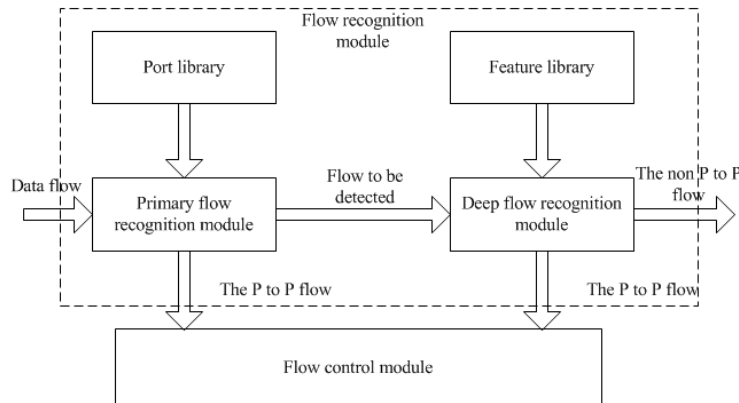 Flow recognition
module
Port library
Feature library
Data flow
Primary flow
recognition module
Flow to be
detected
Deep flow recognition
module
The non P to P
flow
The P to P flow
The P to P flow
Flow control module